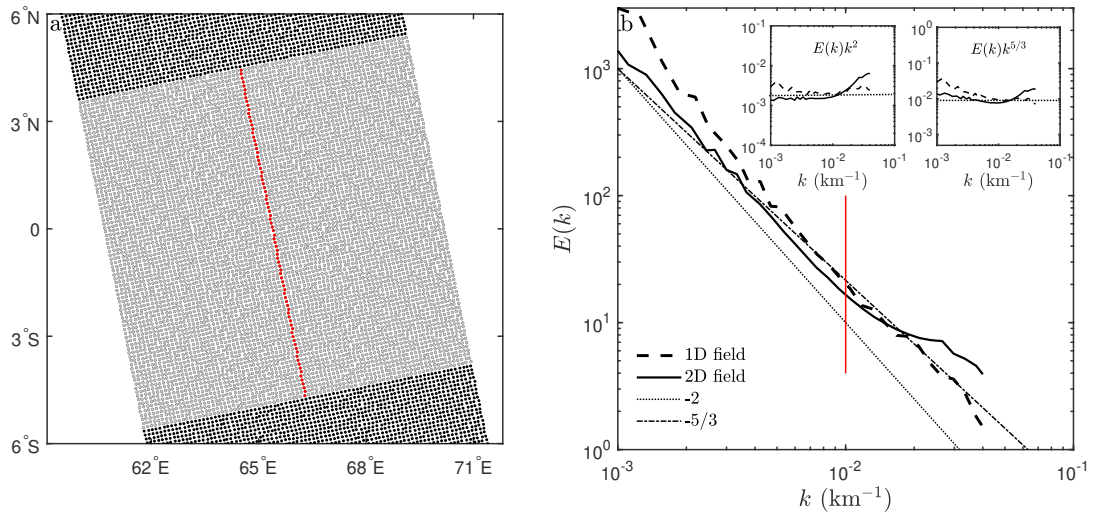 a
6°N
3°N
0
3°S
6°S
62°E
65°E
68°E
71°E
b
E(k)
10³
10²
10¹
10⁰
10⁻³
10⁻²
10⁻¹
k (km⁻¹)
1D field
2D field
-2
-5/3
E(k)k²
10⁻¹
10⁻²
10⁻³
10⁻⁴
10⁻³
10⁻²
10⁻¹
k (km⁻¹)
E(k)k⁵/³
10⁰
10⁻¹
10⁻²
10⁻³
10⁻³
10⁻²
10⁻¹
k (km⁻¹)